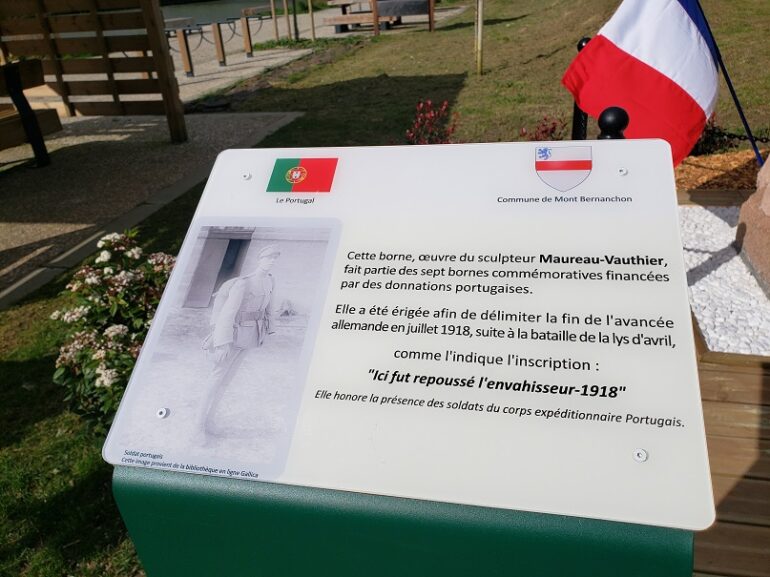 Le Portugal
Commune de Mont Bernanchon
Cette borne, œuvre du sculpteur Maureau-Vauthier,
fait partie des sept bornes commémoratives financées
par des donnations portugaises.
Elle a été érigée afin de délimiter la fin de l'avancée
allemande en juillet 1918, suite à la bataille de la lys d'avril,
comme l'indique l'inscription :
"Ici fut repoussé l'envahisseur-1918"
Elle honore la présence des soldats du corps expéditionnaire Portugais.
Soldat portugais
Cette image provient de la bibliothèque en ligne Gallica